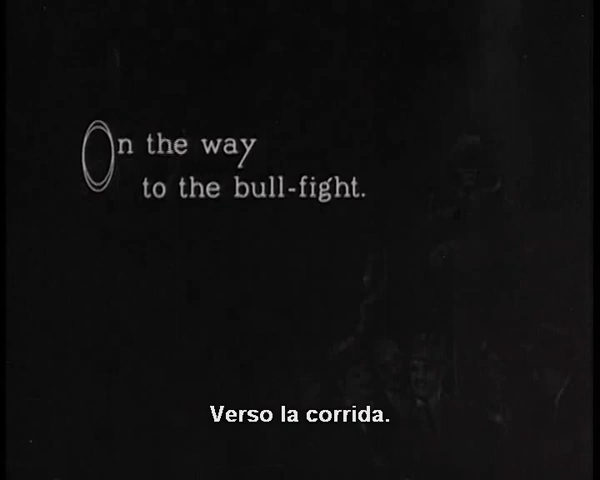 On the way
to the bull-fight.
Verso la corrida.